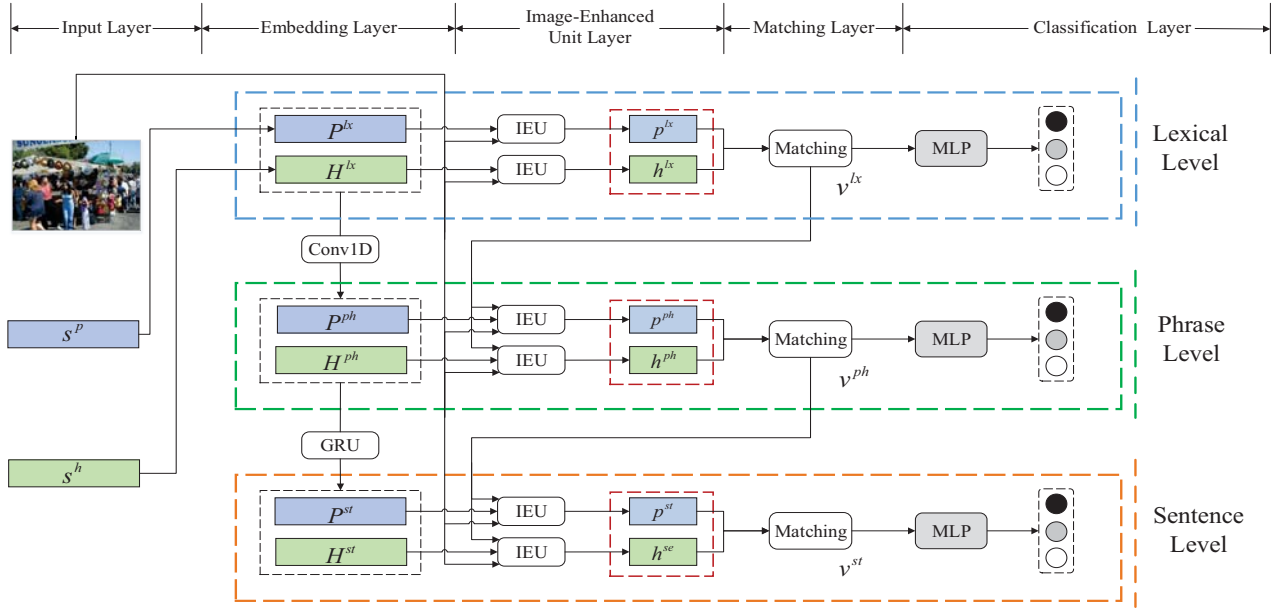 Input Layer
Embedding Layer
Image-Enhanced
Unit Layer
Matching Layer
Classification Layer
P^{lx}
IEU
p^{lx}
H^{lx}
IEU
h^{lx}
Matching
v^{lx}
MLP
Lexical
Level
Conv1D
s^p
P^{ph}
IEU
p^{ph}
H^{ph}
IEU
h^{ph}
Matching
v^{ph}
MLP
Phrase
Level
GRU
s^h
P^{st}
IEU
p^{st}
H^{st}
IEU
h^{se}
Matching
v^{st}
MLP
Sentence
Level